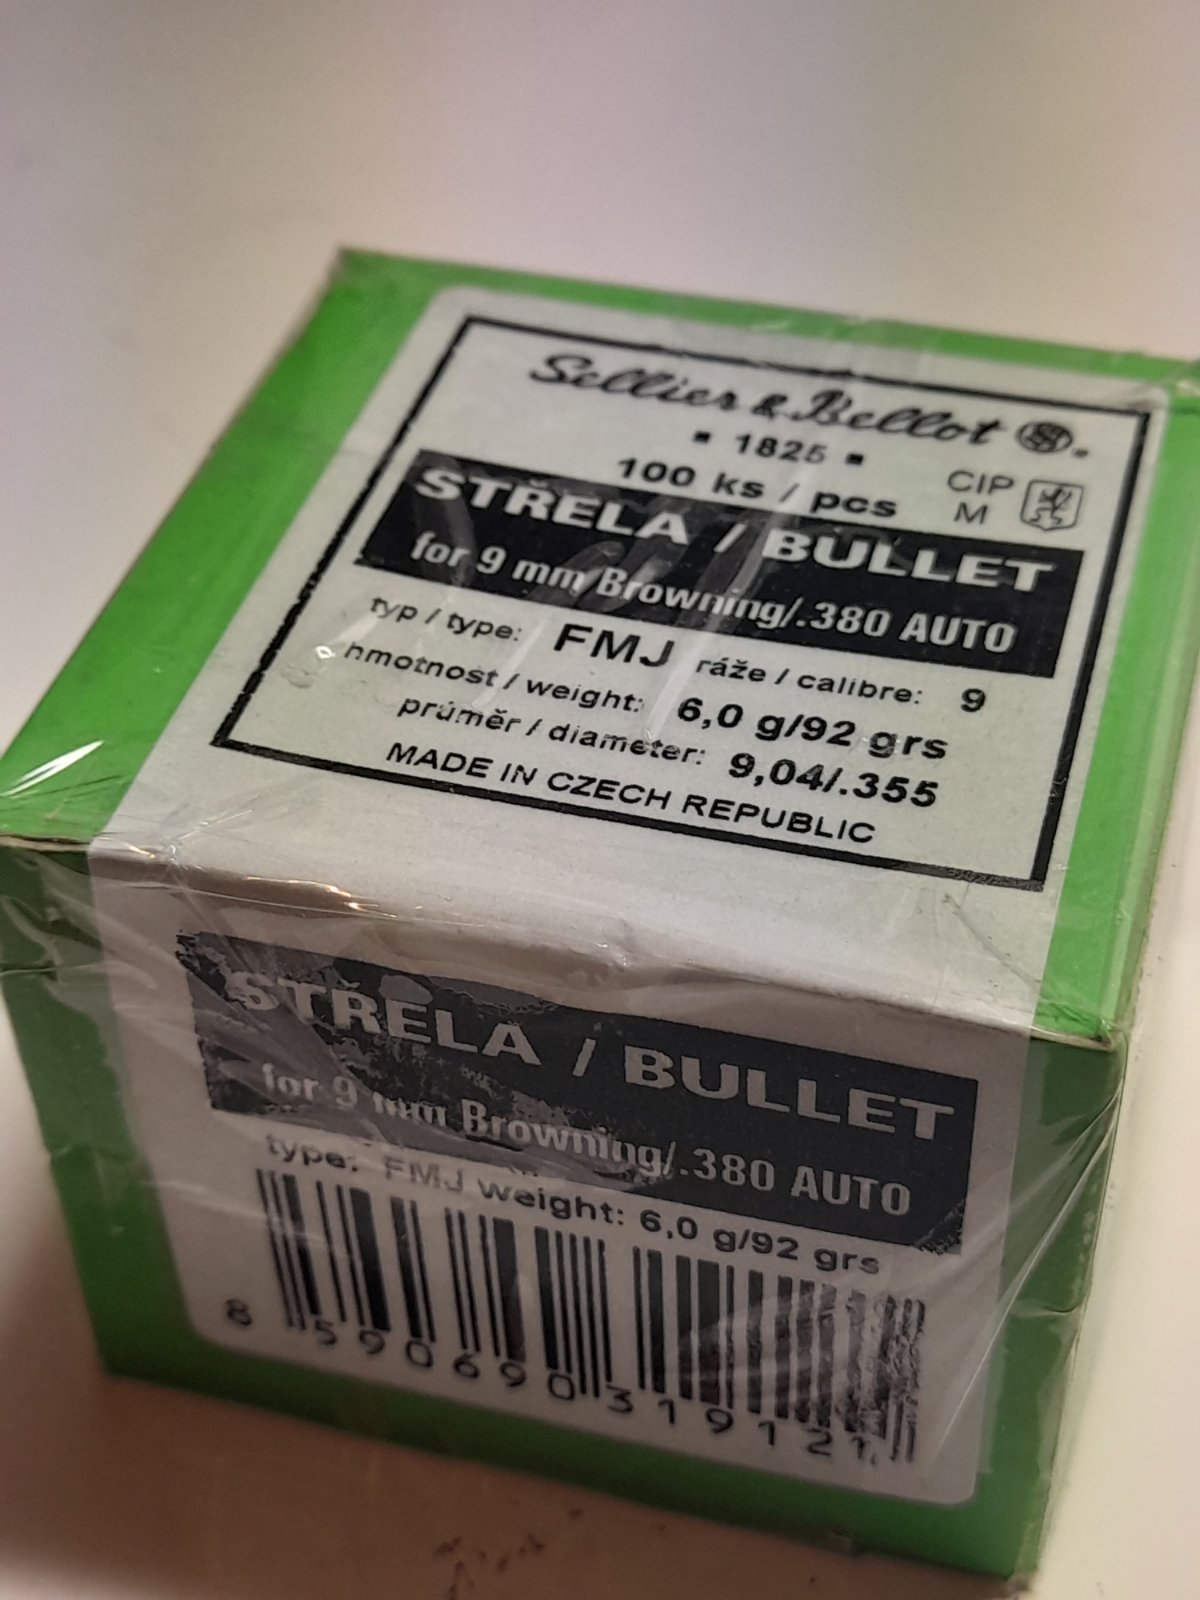 Sellier & Bellot
▪ 1825 ▪
100 ks / pcs
CIP
M
STŘELA / BULLET
for 9 mm Browning/.380 AUTO
typ / type: FMJ ráže / calibre: 9
hmotnost / weight: 6,0 g/92 grs
průměr / diameter: 9,04/.355
MADE IN CZECH REPUBLIC
STŘELA / BULLET
for 9 mm Browning/.380 AUTO
type: FMJ weight: 6,0 g/92 grs
8 590690 319121